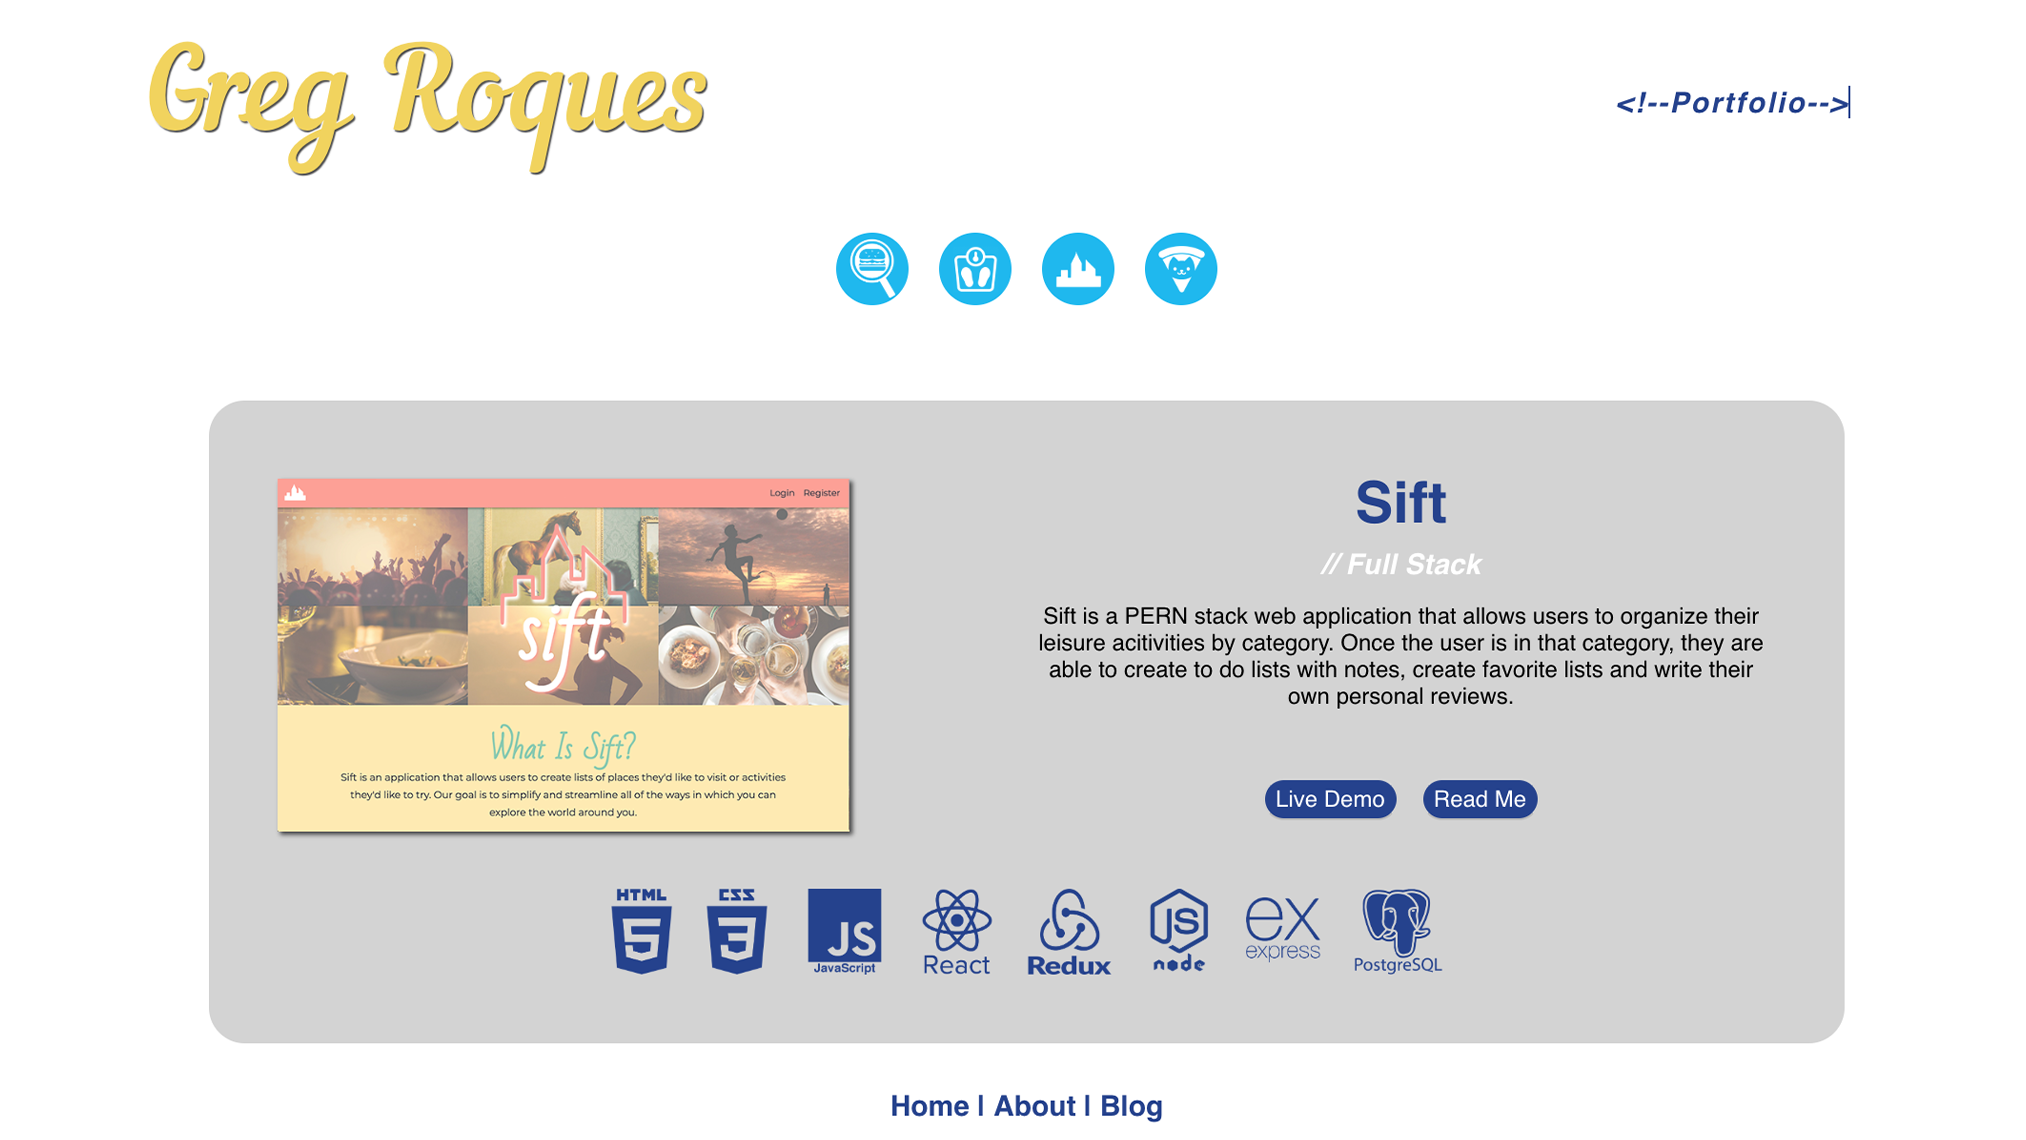 Greg Roques
<!--Portfolio-->
Login Register
sift
What Is Sift?
Sift is an application that allows users to create lists of places they'd like to visit or activities
they'd like to try. Our goal is to simplify and streamline all of the ways in which you can
explore the world around you.
Sift
// Full Stack
Sift is a PERN stack web application that allows users to organize their
leisure acitivities by category. Once the user is in that category, they are
able to create to do lists with notes, create favorite lists and write their
own personal reviews.
Live Demo Read Me
HTML 5 CSS 3 JS JavaScript React Redux JS node ex express PostgreSQL
Home | About | Blog